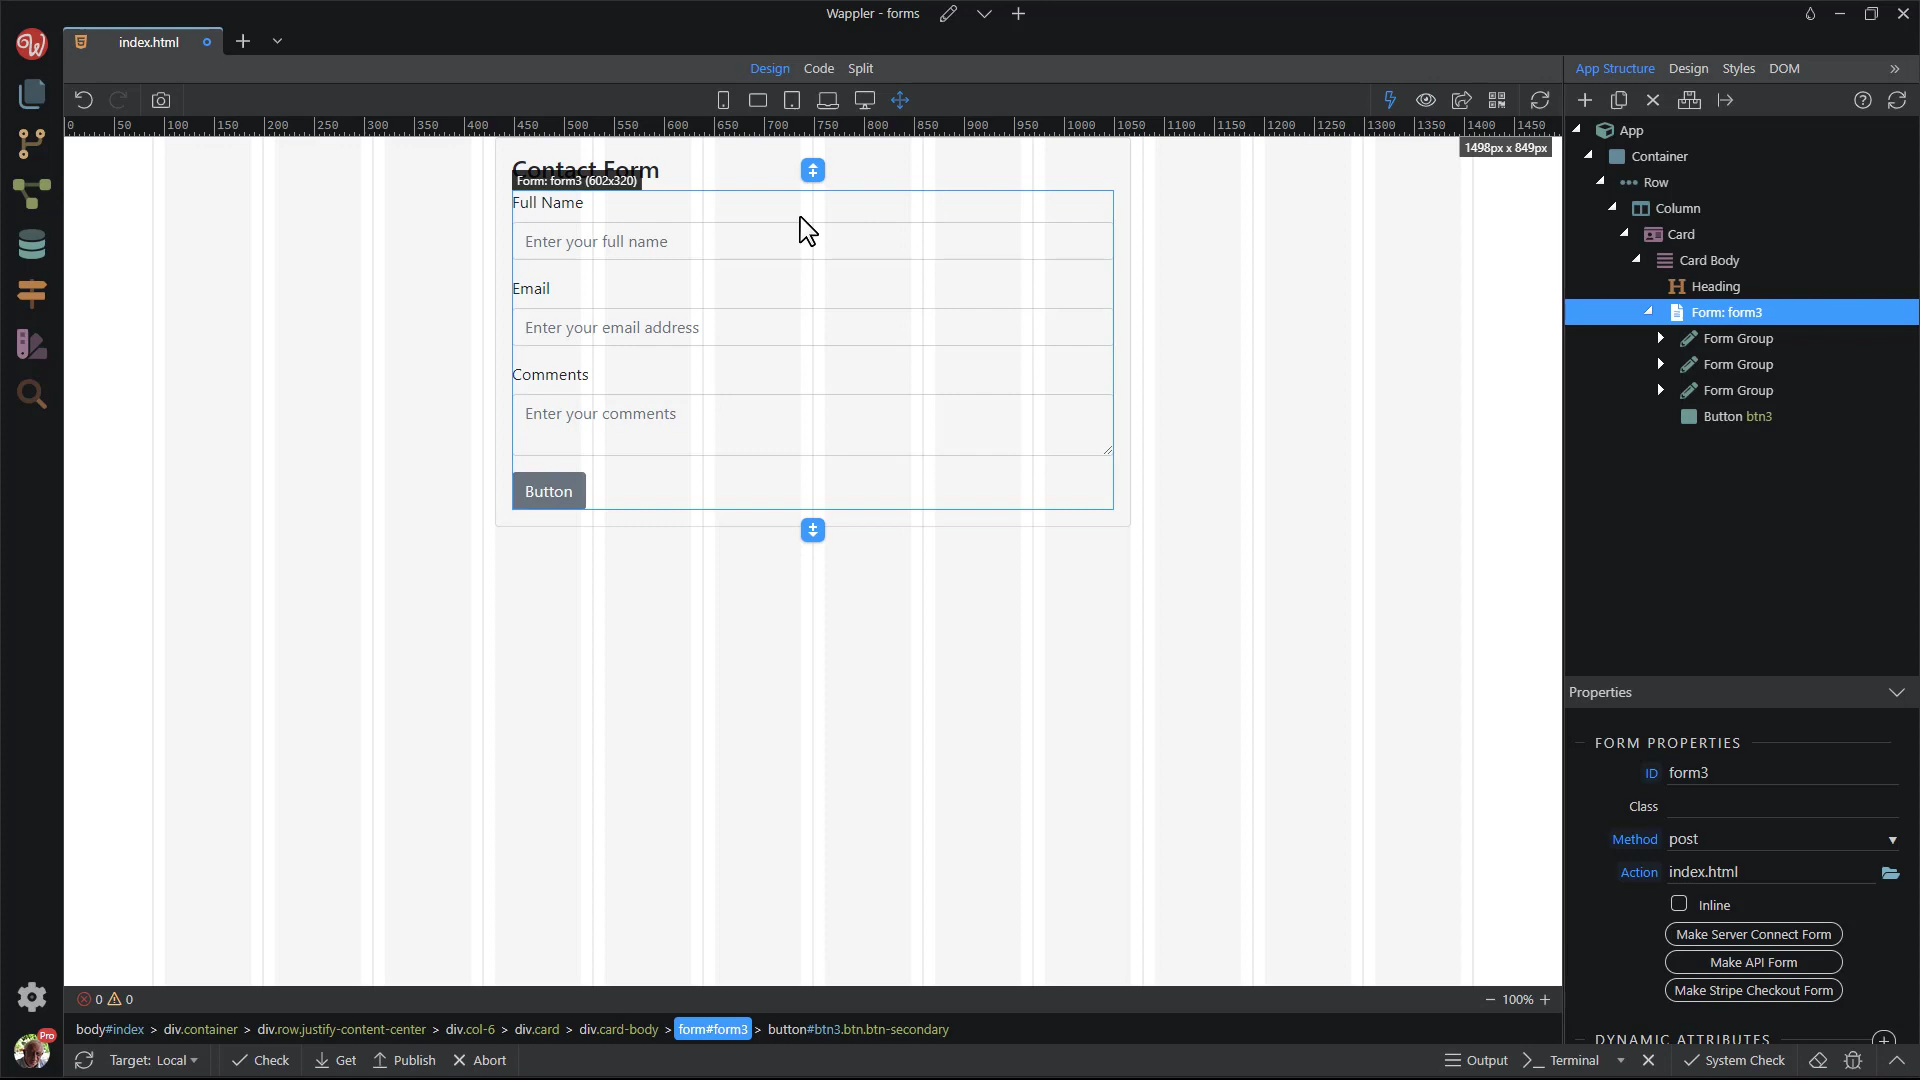 Wappler - forms
index.html
Design Code Split
App Structure Design Styles DOM
0 50 100 150 200 250 300 350 400 450 500 550 600 650 700 750 800 850 900 950 1000 1050 1100 1150 1200 1250 1300 1350 1400 1450
1498px x 849px
Contact Form
Form: form3 (602x320)
Full Name
Enter your full name
Email
Enter your email address
Comments
Enter your comments
Button
App
Container
Row
Column
Card
Card Body
Heading
Form: form3
Form Group
Form Group
Form Group
Button btn3
Properties
FORM PROPERTIES
ID form3
Class
Method post
Action index.html
Inline
Make Server Connect Form
Make API Form
Make Stripe Checkout Form
DYNAMIC ATTRIBUTES
0 0
100%
body#index > div.container > div.row.justify-content-center > div.col-6 > div.card > div.card-body > form#form3 > button#btn3.btn.btn-secondary
Pro
Target: Local Check Get Publish Abort
Output Terminal System Check